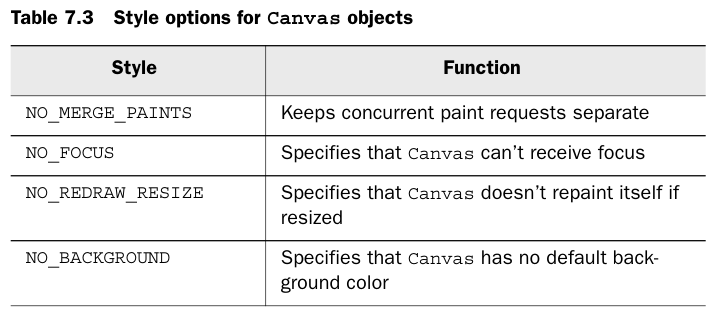 Table 7.3 Style options for Canvas objects
Style Function
NO_MERGE_PAINTS Keeps concurrent paint requests separate
NO_FOCUS Specifies that Canvas can’t receive focus
NO_REDRAW_RESIZE Specifies that Canvas doesn’t repaint itself if
resized
NO_BACKGROUND Specifies that Canvas has no default back-
ground color